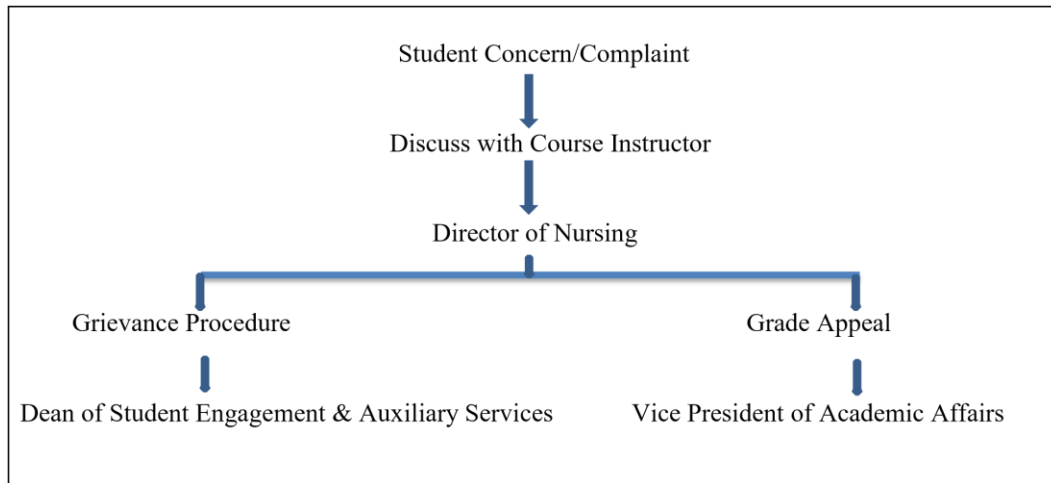 Student Concern/Complaint
Discuss with Course Instructor
Director of Nursing
Grievance Procedure
Grade Appeal
Dean of Student Engagement & Auxiliary Services
Vice President of Academic Affairs